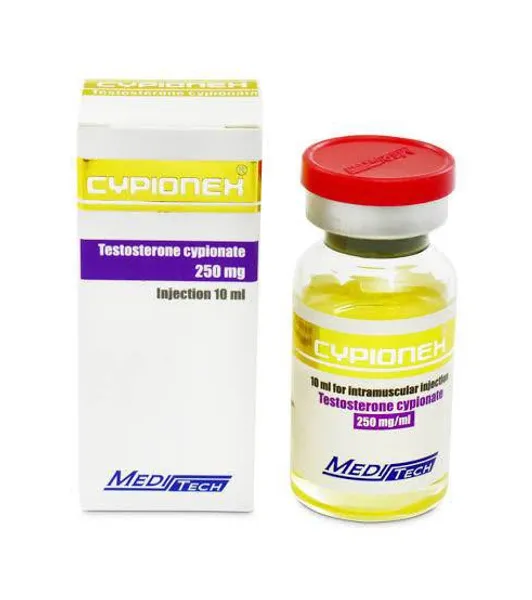 CYPIONEX
Testosterone cypionate
CYPIONEX®
Testosterone cypionate
250 mg
Injection 10 ml
MEDITECH
CYPIONEX
10 ml for intramuscular injection
Testosterone cypionate
250 mg/ml
MEDITECH